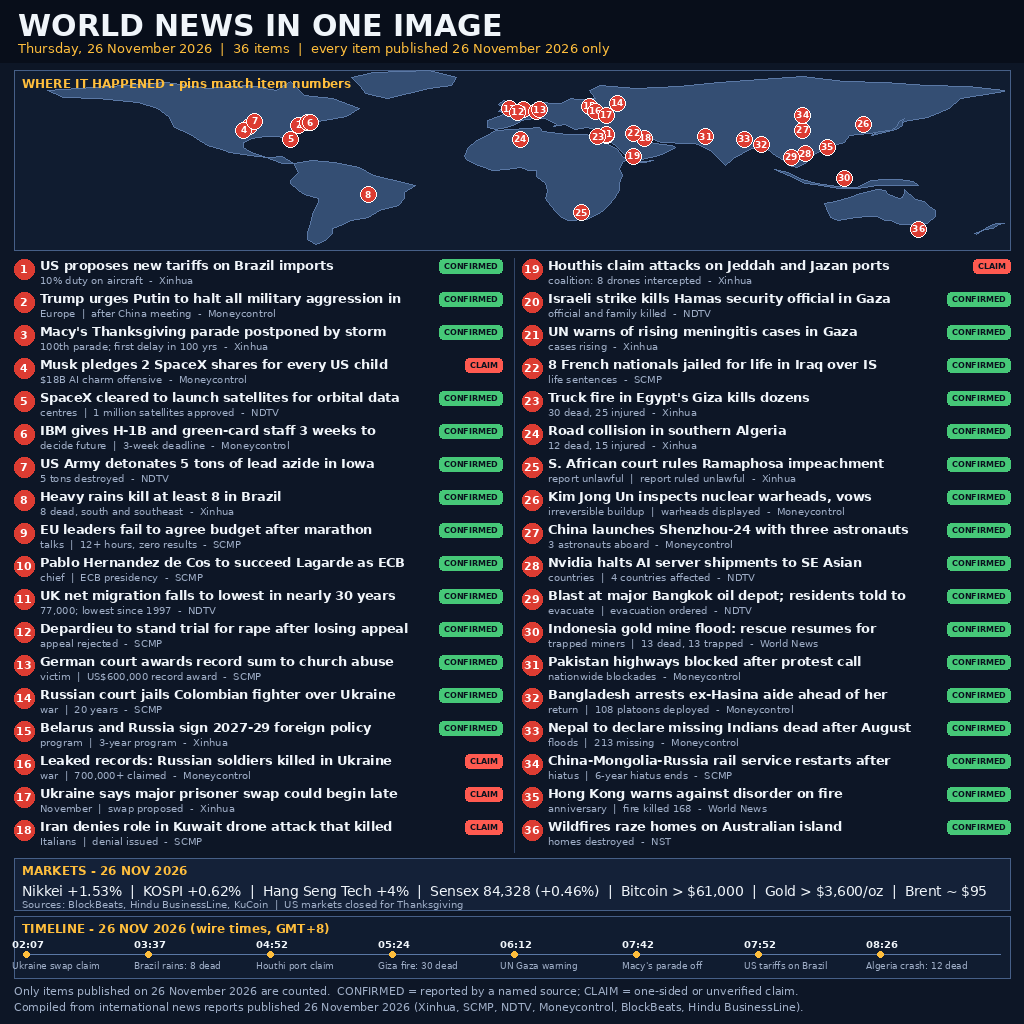 WORLD NEWS IN ONE IMAGE
Thursday, 26 November 2026 | 36 items | every item published 26 November 2026 only
WHERE IT HAPPENED - pins match item numbers
1 US proposes new tariffs on Brazil imports CONFIRMED
10% duty on aircraft - Xinhua
2 Trump urges Putin to halt all military aggression in CONFIRMED
Europe | after China meeting - Moneycontrol
3 Macy's Thanksgiving parade postponed by storm CONFIRMED
100th parade; first delay in 100 yrs - Xinhua
4 Musk pledges 2 SpaceX shares for every US child CLAIM
$18B AI charm offensive - Moneycontrol
5 SpaceX cleared to launch satellites for orbital data CONFIRMED
centres | 1 million satellites approved - NDTV
6 IBM gives H-1B and green-card staff 3 weeks to CONFIRMED
decide future | 3-week deadline - Moneycontrol
7 US Army detonates 5 tons of lead azide in Iowa CONFIRMED
5 tons destroyed - NDTV
8 Heavy rains kill at least 8 in Brazil CONFIRMED
8 dead, south and southeast - Xinhua
9 EU leaders fail to agree budget after marathon CONFIRMED
talks | 12+ hours, zero results - SCMP
10 Pablo Hernandez de Cos to succeed Lagarde as ECB CONFIRMED
chief | ECB presidency - SCMP
11 UK net migration falls to lowest in nearly 30 years CONFIRMED
77,000; lowest since 1997 - NDTV
12 Depardieu to stand trial for rape after losing appeal CONFIRMED
appeal rejected - SCMP
13 German court awards record sum to church abuse CONFIRMED
victim | US$600,000 record award - SCMP
14 Russian court jails Colombian fighter over Ukraine CONFIRMED
war | 20 years - SCMP
15 Belarus and Russia sign 2027-29 foreign policy CONFIRMED
program | 3-year program - Xinhua
16 Leaked records: Russian soldiers killed in Ukraine CLAIM
war | 700,000+ claimed - Moneycontrol
17 Ukraine says major prisoner swap could begin late CLAIM
November | swap proposed - Xinhua
18 Iran denies role in Kuwait drone attack that killed CLAIM
Italians | denial issued - SCMP
19 Houthis claim attacks on Jeddah and Jazan ports CLAIM
coalition: 8 drones intercepted - Xinhua
20 Israeli strike kills Hamas security official in Gaza CONFIRMED
official and family killed - NDTV
21 UN warns of rising meningitis cases in Gaza CONFIRMED
cases rising - Xinhua
22 8 French nationals jailed for life in Iraq over IS CONFIRMED
life sentences - SCMP
23 Truck fire in Egypt's Giza kills dozens CONFIRMED
30 dead, 25 injured - Xinhua
24 Road collision in southern Algeria CONFIRMED
12 dead, 15 injured - Xinhua
25 S. African court rules Ramaphosa impeachment CONFIRMED
report unlawful | report ruled unlawful - Xinhua
26 Kim Jong Un inspects nuclear warheads, vows CONFIRMED
irreversible buildup | warheads displayed - Moneycontrol
27 China launches Shenzhou-24 with three astronauts CONFIRMED
3 astronauts aboard - Moneycontrol
28 Nvidia halts AI server shipments to SE Asian CONFIRMED
countries | 4 countries affected - NDTV
29 Blast at major Bangkok oil depot; residents told to CONFIRMED
evacuate | evacuation ordered - NDTV
30 Indonesia gold mine flood: rescue resumes for CONFIRMED
trapped miners | 13 dead, 13 trapped - World News
31 Pakistan highways blocked after protest call CONFIRMED
nationwide blockades - Moneycontrol
32 Bangladesh arrests ex-Hasina aide ahead of her CONFIRMED
return | 108 platoons deployed - Moneycontrol
33 Nepal to declare missing Indians dead after August CONFIRMED
floods | 213 missing - Moneycontrol
34 China-Mongolia-Russia rail service restarts after CONFIRMED
hiatus | 6-year hiatus ends - SCMP
35 Hong Kong warns against disorder on fire CONFIRMED
anniversary | fire killed 168 - World News
36 Wildfires raze homes on Australian island CONFIRMED
homes destroyed - NST
MARKETS - 26 NOV 2026
Nikkei +1.53% | KOSPI +0.62% | Hang Seng Tech +4% | Sensex 84,328 (+0.46%) | Bitcoin > $61,000 | Gold > $3,600/oz | Brent ~ $95
Sources: BlockBeats, Hindu BusinessLine, KuCoin | US markets closed for Thanksgiving
TIMELINE - 26 NOV 2026 (wire times, GMT+8)
02:07 03:37 04:52 05:24 06:12 07:42 07:52 08:26
Ukraine swap claim Brazil rains: 8 dead Houthi port claim Giza fire: 30 dead UN Gaza warning Macy's parade off US tariffs on Brazil Algeria crash: 12 dead
Only items published on 26 November 2026 are counted. CONFIRMED = reported by a named source; CLAIM = one-sided or unverified claim.
Compiled from international news reports published 26 November 2026 (Xinhua, SCMP, NDTV, Moneycontrol, BlockBeats, Hindu BusinessLine).